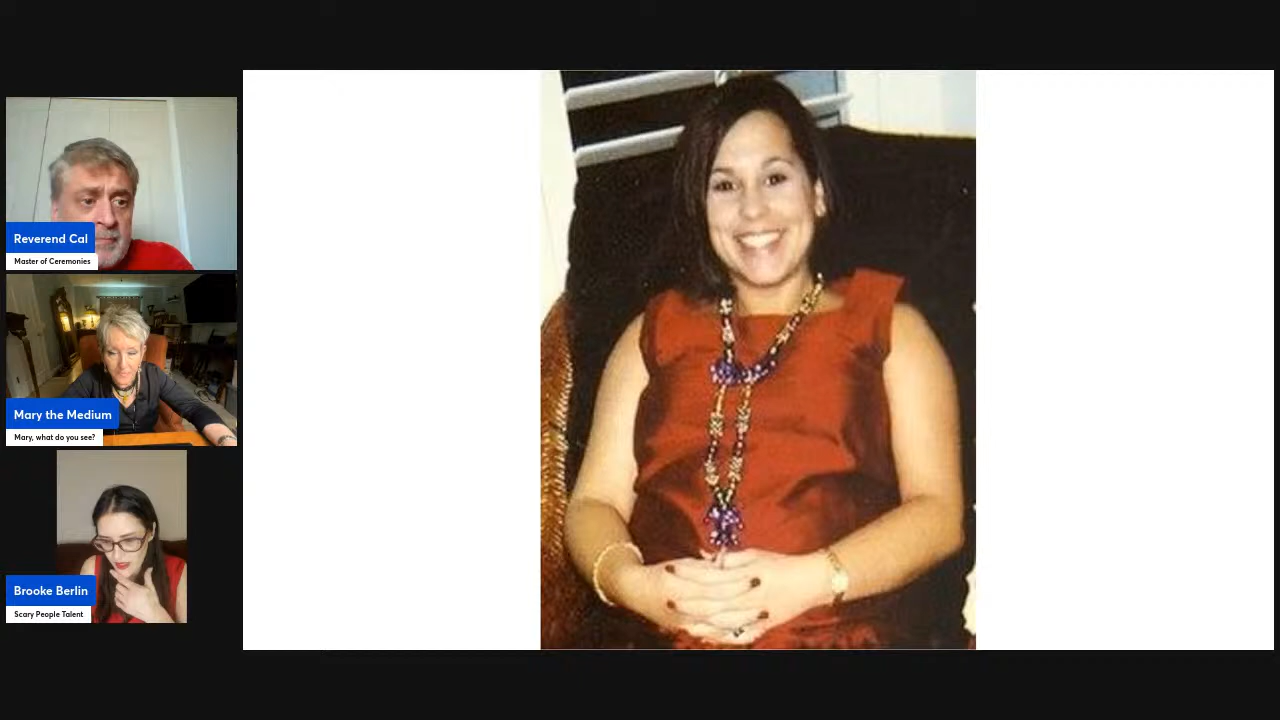 Reverend Cal
Master of Ceremonies
Mary the Medium
Mary, what do you see?
Brooke Berlin
Scary People Talent